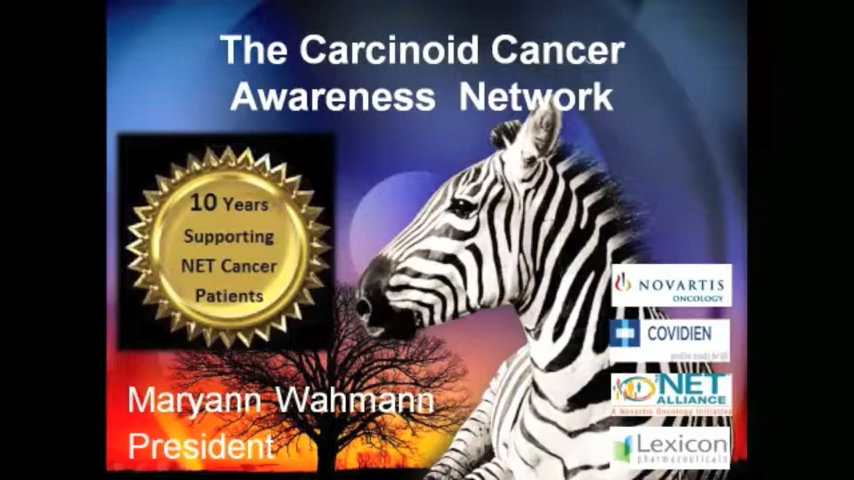 The Carcinoid Cancer
Awareness Network
10 Years
Supporting
NET Cancer
Patients
NOVARTIS
ONCOLOGY
COVIDIEN
NET
ALLIANCE
A Novartis Oncology Initiative
Lexicon
pharmaceuticals
Maryann Wahmann
President